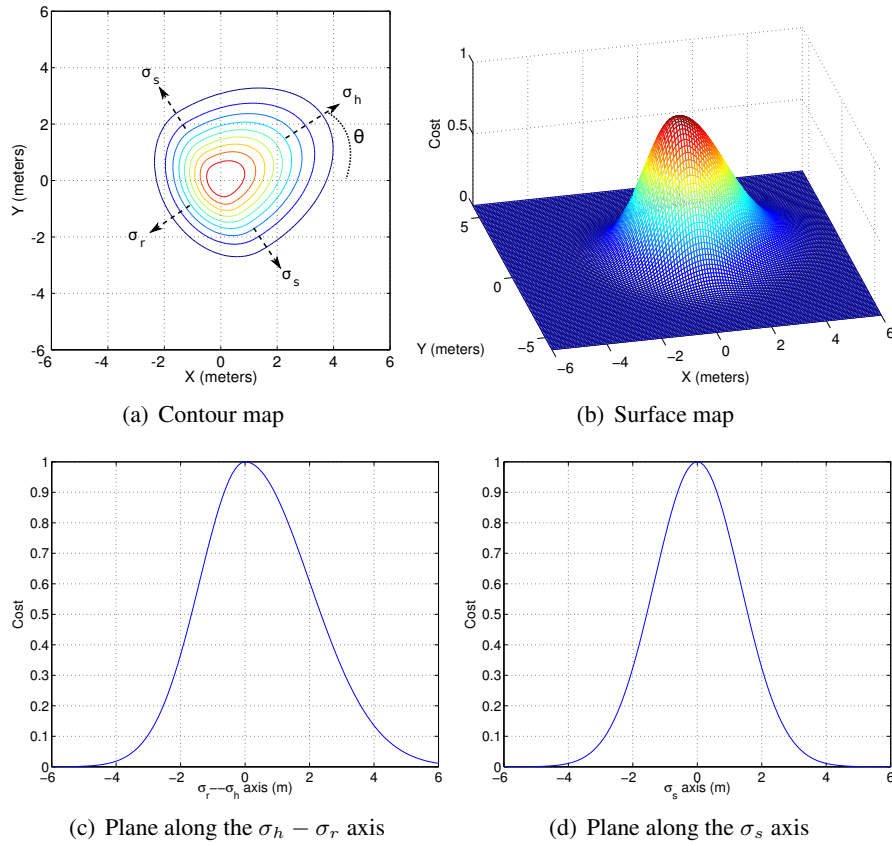 6
4
2
0
-2
-4
-6
-6 -4 -2 0 2 4 6
Y (meters)
X (meters)
σs
σh
θ
σr
σs
(a) Contour map
1
0.5
0
Cost
5
0
-5
Y (meters)
-6 -4 -2 0 2 4 6
X (meters)
(b) Surface map
1
0.9
0.8
0.7
0.6
0.5
0.4
0.3
0.2
0.1
0
Cost
-6 -4 -2 0 2 4 6
σr--σh axis (m)
(c) Plane along the σh − σr axis
1
0.9
0.8
0.7
0.6
0.5
0.4
0.3
0.2
0.1
0
Cost
-6 -4 -2 0 2 4 6
σs axis (m)
(d) Plane along the σs axis